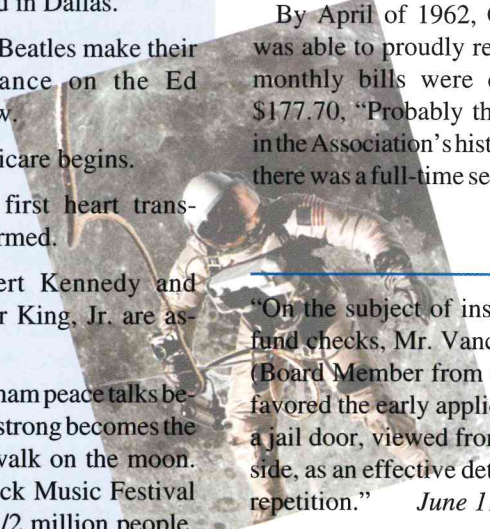 d in Dallas.
Beatles make their
ance on the Ed
w.
icare begins.
first heart trans-
rmed.
ert Kennedy and
r King, Jr. are as-
am peace talks be-
strong becomes the
walk on the moon.
ck Music Festival
/2 million people.
By April of 1962,
was able to proudly re
monthly bills were
$177.70, “Probably th
in the Association's hist
there was a full-time se
“On the subject of ins
fund checks, Mr. Vanc
(Board Member from
favored the early appli
a jail door, viewed from
side, as an effective det
repetition.” June 1